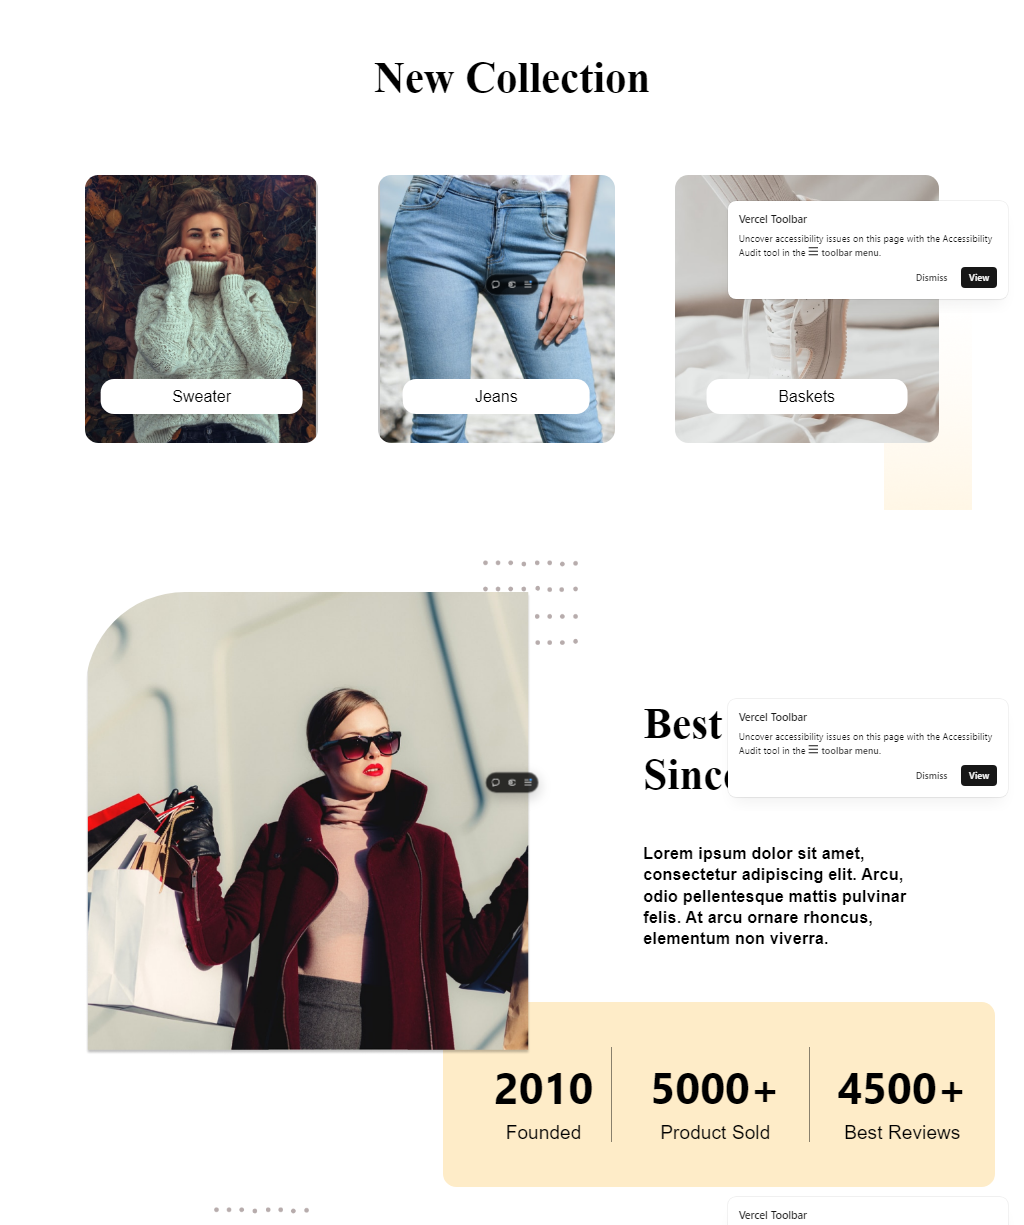 New Collection
Vercel Toolbar
Uncover accessibility issues on this page with the Accessibility
Audit tool in the ☰ toolbar menu.
Dismiss View
Sweater
Jeans
Baskets
Best
Since
Vercel Toolbar
Uncover accessibility issues on this page with the Accessibility
Audit tool in the ☰ toolbar menu.
Dismiss View
Lorem ipsum dolor sit amet,
consectetur adipiscing elit. Arcu,
odio pellentesque mattis pulvinar
felis. At arcu ornare rhoncus,
elementum non viverra.
2010
Founded
5000+
Product Sold
4500+
Best Reviews
Vercel Toolbar